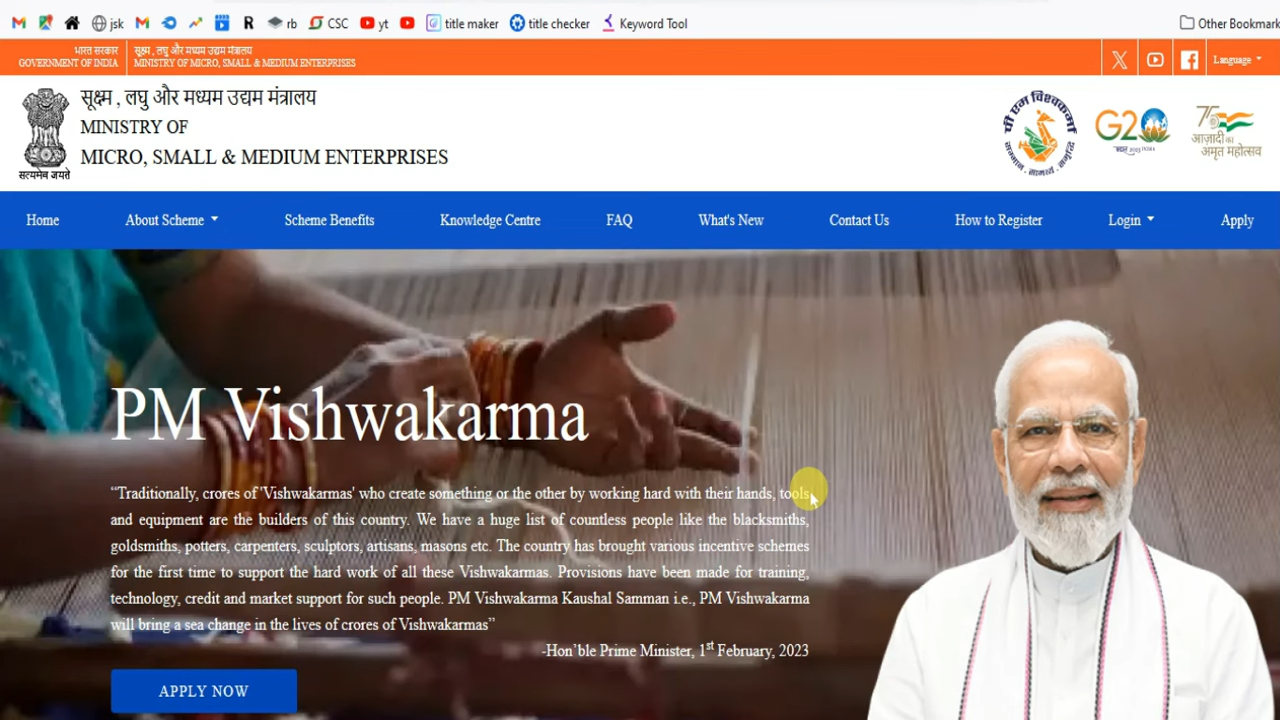 jsk
rb
CSC
yt
title maker
title checker
Keyword Tool
Other Bookmark
भारत सरकार
GOVERNMENT OF INDIA
सूक्ष्म , लघु और मध्यम उद्यम मंत्रालय
MINISTRY OF MICRO, SMALL & MEDIUM ENTERPRISES
Language
सूक्ष्म , लघु और मध्यम उद्यम मंत्रालय
MINISTRY OF
MICRO, SMALL & MEDIUM ENTERPRISES
सत्यमेव जयते
पी एम विश्वकर्मा
सम्मान . सामर्थ्य . समृद्धि
G20
75
आज़ादी का
अमृत महोत्सव
Home
About Scheme
Scheme Benefits
Knowledge Centre
FAQ
What's New
Contact Us
How to Register
Login
Apply
PM Vishwakarma
“Traditionally, crores of 'Vishwakarmas' who create something or the other by working hard with their hands, tools
and equipment are the builders of this country. We have a huge list of countless people like the blacksmiths,
goldsmiths, potters, carpenters, sculptors, artisans, masons etc. The country has brought various incentive schemes
for the first time to support the hard work of all these Vishwakarmas. Provisions have been made for training,
technology, credit and market support for such people. PM Vishwakarma Kaushal Samman i.e., PM Vishwakarma
will bring a sea change in the lives of crores of Vishwakarmas”
-Hon’ble Prime Minister, 1st February, 2023
APPLY NOW